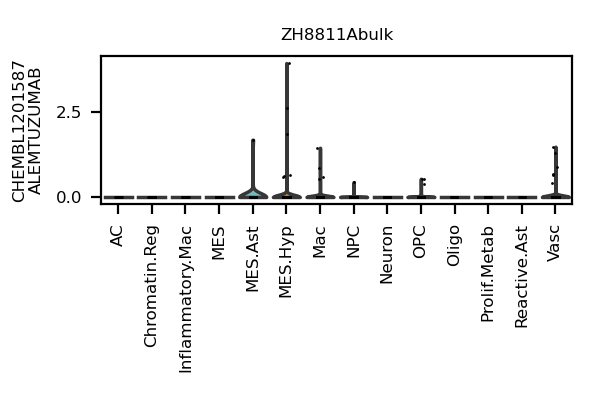 ZH8811Abulk
CHEMBL1201587
ALEMTUZUMAB
2.5
0.0
AC
Chromatin.Reg
Inflammatory.Mac
MES
MES.Ast
MES.Hyp
Mac
NPC
Neuron
OPC
Oligo
Prolif.Metab
Reactive.Ast
Vasc